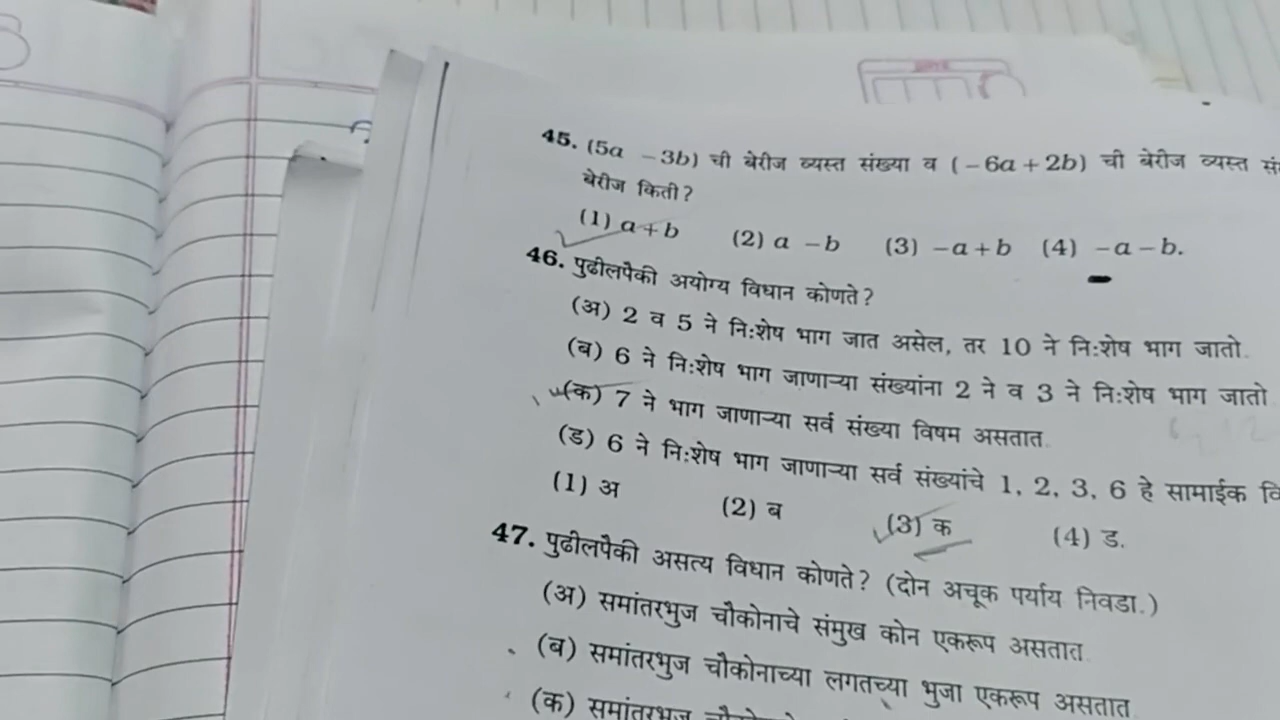 45. (5a - 3b) ची बेरीज व्यस्त संख्या व (-6a + 2b) ची बेरीज व्यस्त
बेरीज किती?
(1) a + b (2) a - b (3) -a + b (4) -a - b.
46. पुढीलपैकी अयोग्य विधान कोणते?
(अ) 2 व 5 ने नि:शेष भाग जात असेल, तर 10 ने नि:शेष भाग जातो.
(ब) 6 ने नि:शेष भाग जाणाऱ्या संख्यांना 2 ने व 3 ने नि:शेष भाग जातो.
(क) 7 ने भाग जाणाऱ्या सर्व संख्या विषम असतात.
(ड) 6 ने नि:शेष भाग जाणाऱ्या सर्व संख्यांचे 1, 2, 3, 6 हे सामाईक
(1) अ (2) ब (3) क (4) ड.
47. पुढीलपैकी असत्य विधान कोणते? (दोन अचूक पर्याय निवडा.)
(अ) समांतरभुज चौकोनाचे संमुख कोन एकरूप असतात.
(ब) समांतरभुज चौकोनाच्या लगतच्या भुजा एकरूप असतात.
(क) समांतरभुज